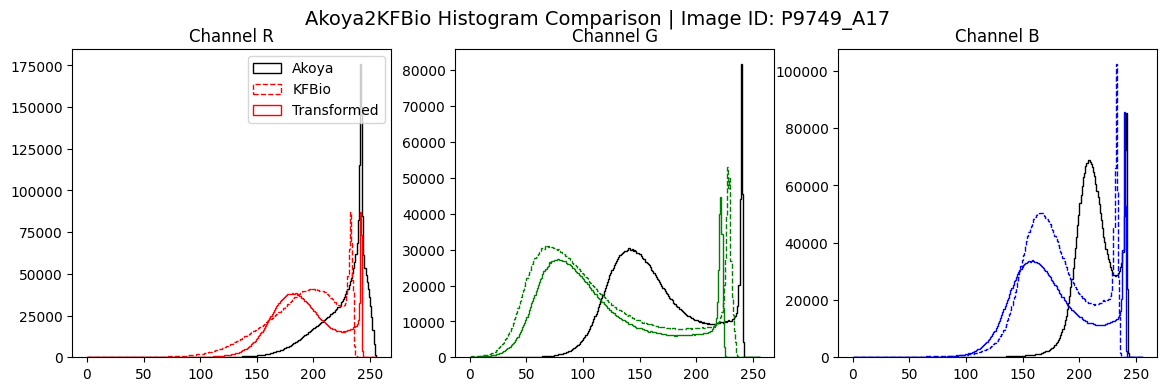 Akoya2KFBio Histogram Comparison | Image ID: P9749_A17
Channel R
175000
150000
125000
100000
75000
50000
25000
0
0 50 100 150 200 250
Akoya
KFBio
Transformed
Channel G
80000
70000
60000
50000
40000
30000
20000
10000
0
0 50 100 150 200 250
Channel B
100000
80000
60000
40000
20000
0
0 50 100 150 200 250